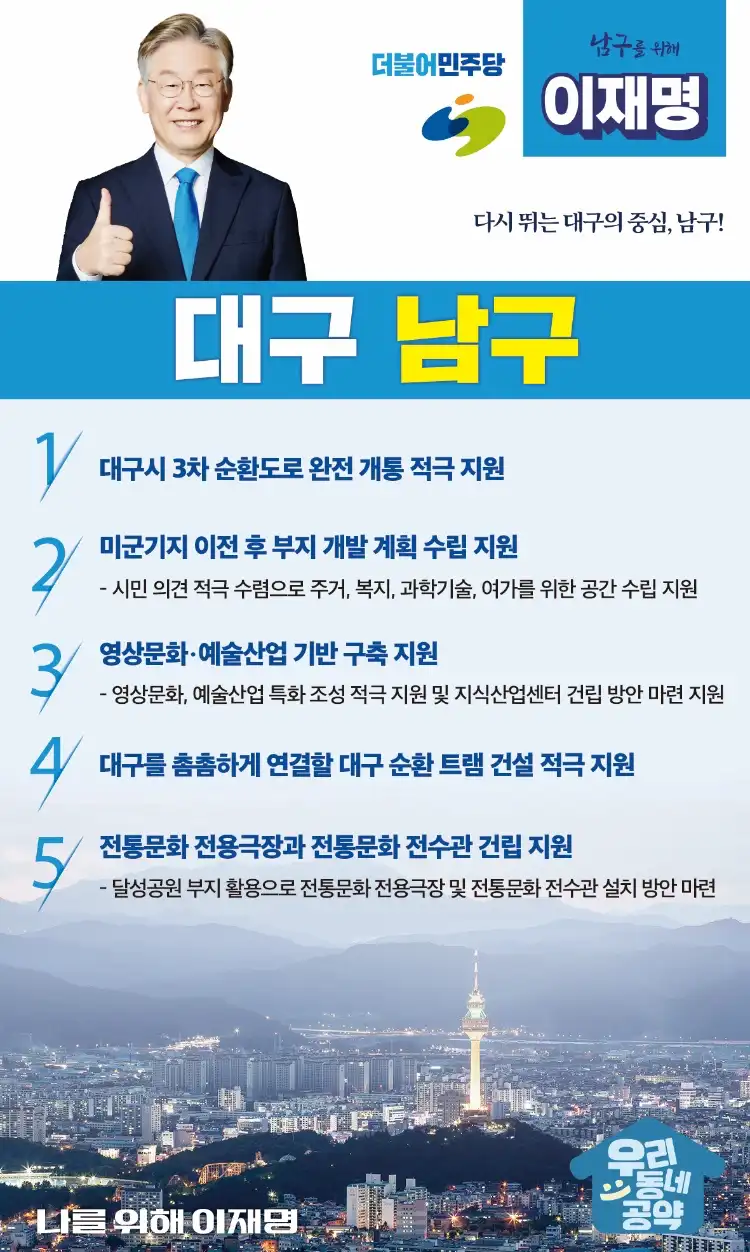 더불어민주당
남구를 위해
이재명
다시 뛰는 대구의 중심, 남구!
대구 남구
1 대구시 3차 순환도로 완전 개통 적극 지원
2 미군기지 이전 후 부지 개발 계획 수립 지원
- 시민 의견 적극 수렴으로 주거, 복지, 과학기술, 여가를 위한 공간 수립 지원
3 영상문화·예술산업 기반 구축 지원
- 영상문화, 예술산업 특화 조성 적극 지원 및 지식산업센터 건립 방안 마련 지원
4 대구를 촘촘하게 연결할 대구 순환 트램 건설 적극 지원
5 전통문화 전용극장과 전통문화 전수관 건립 지원
- 달성공원 부지 활용으로 전통문화 전용극장 및 전통문화 전수관 설치 방안 마련
나를 위해 이재명
우리
동네
공약